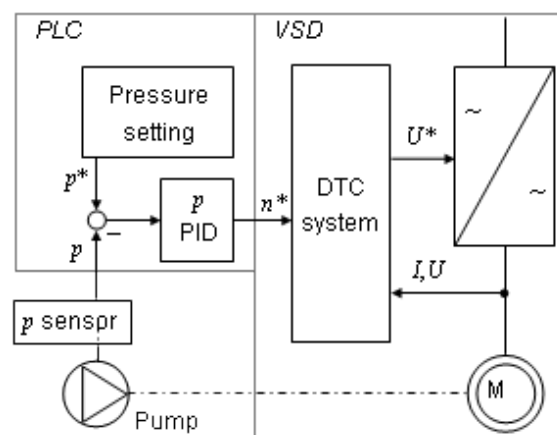 PLC
VSD
Pressure
setting
~
U*
~
p*
p
PID
n*
DTC
system
–
p
I,U
p senspr
M
Pump